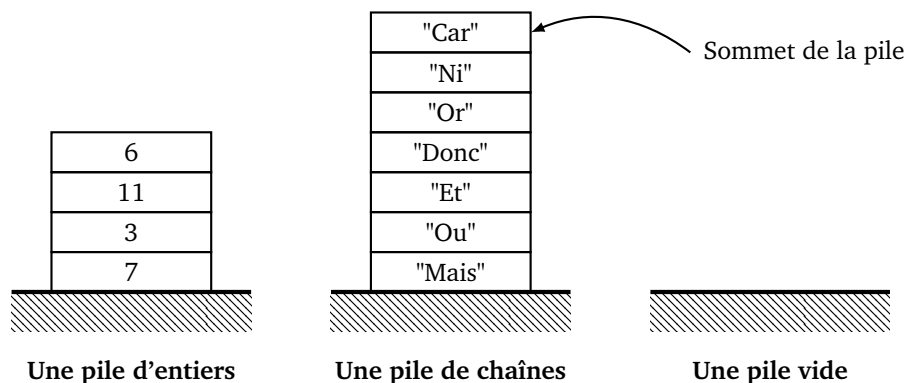 "Car"
Sommet de la pile
"Ni"
"Or"
6
"Donc"
11
"Et"
3
"Ou"
7
"Mais"
Une pile d'entiers
Une pile de chaînes
Une pile vide